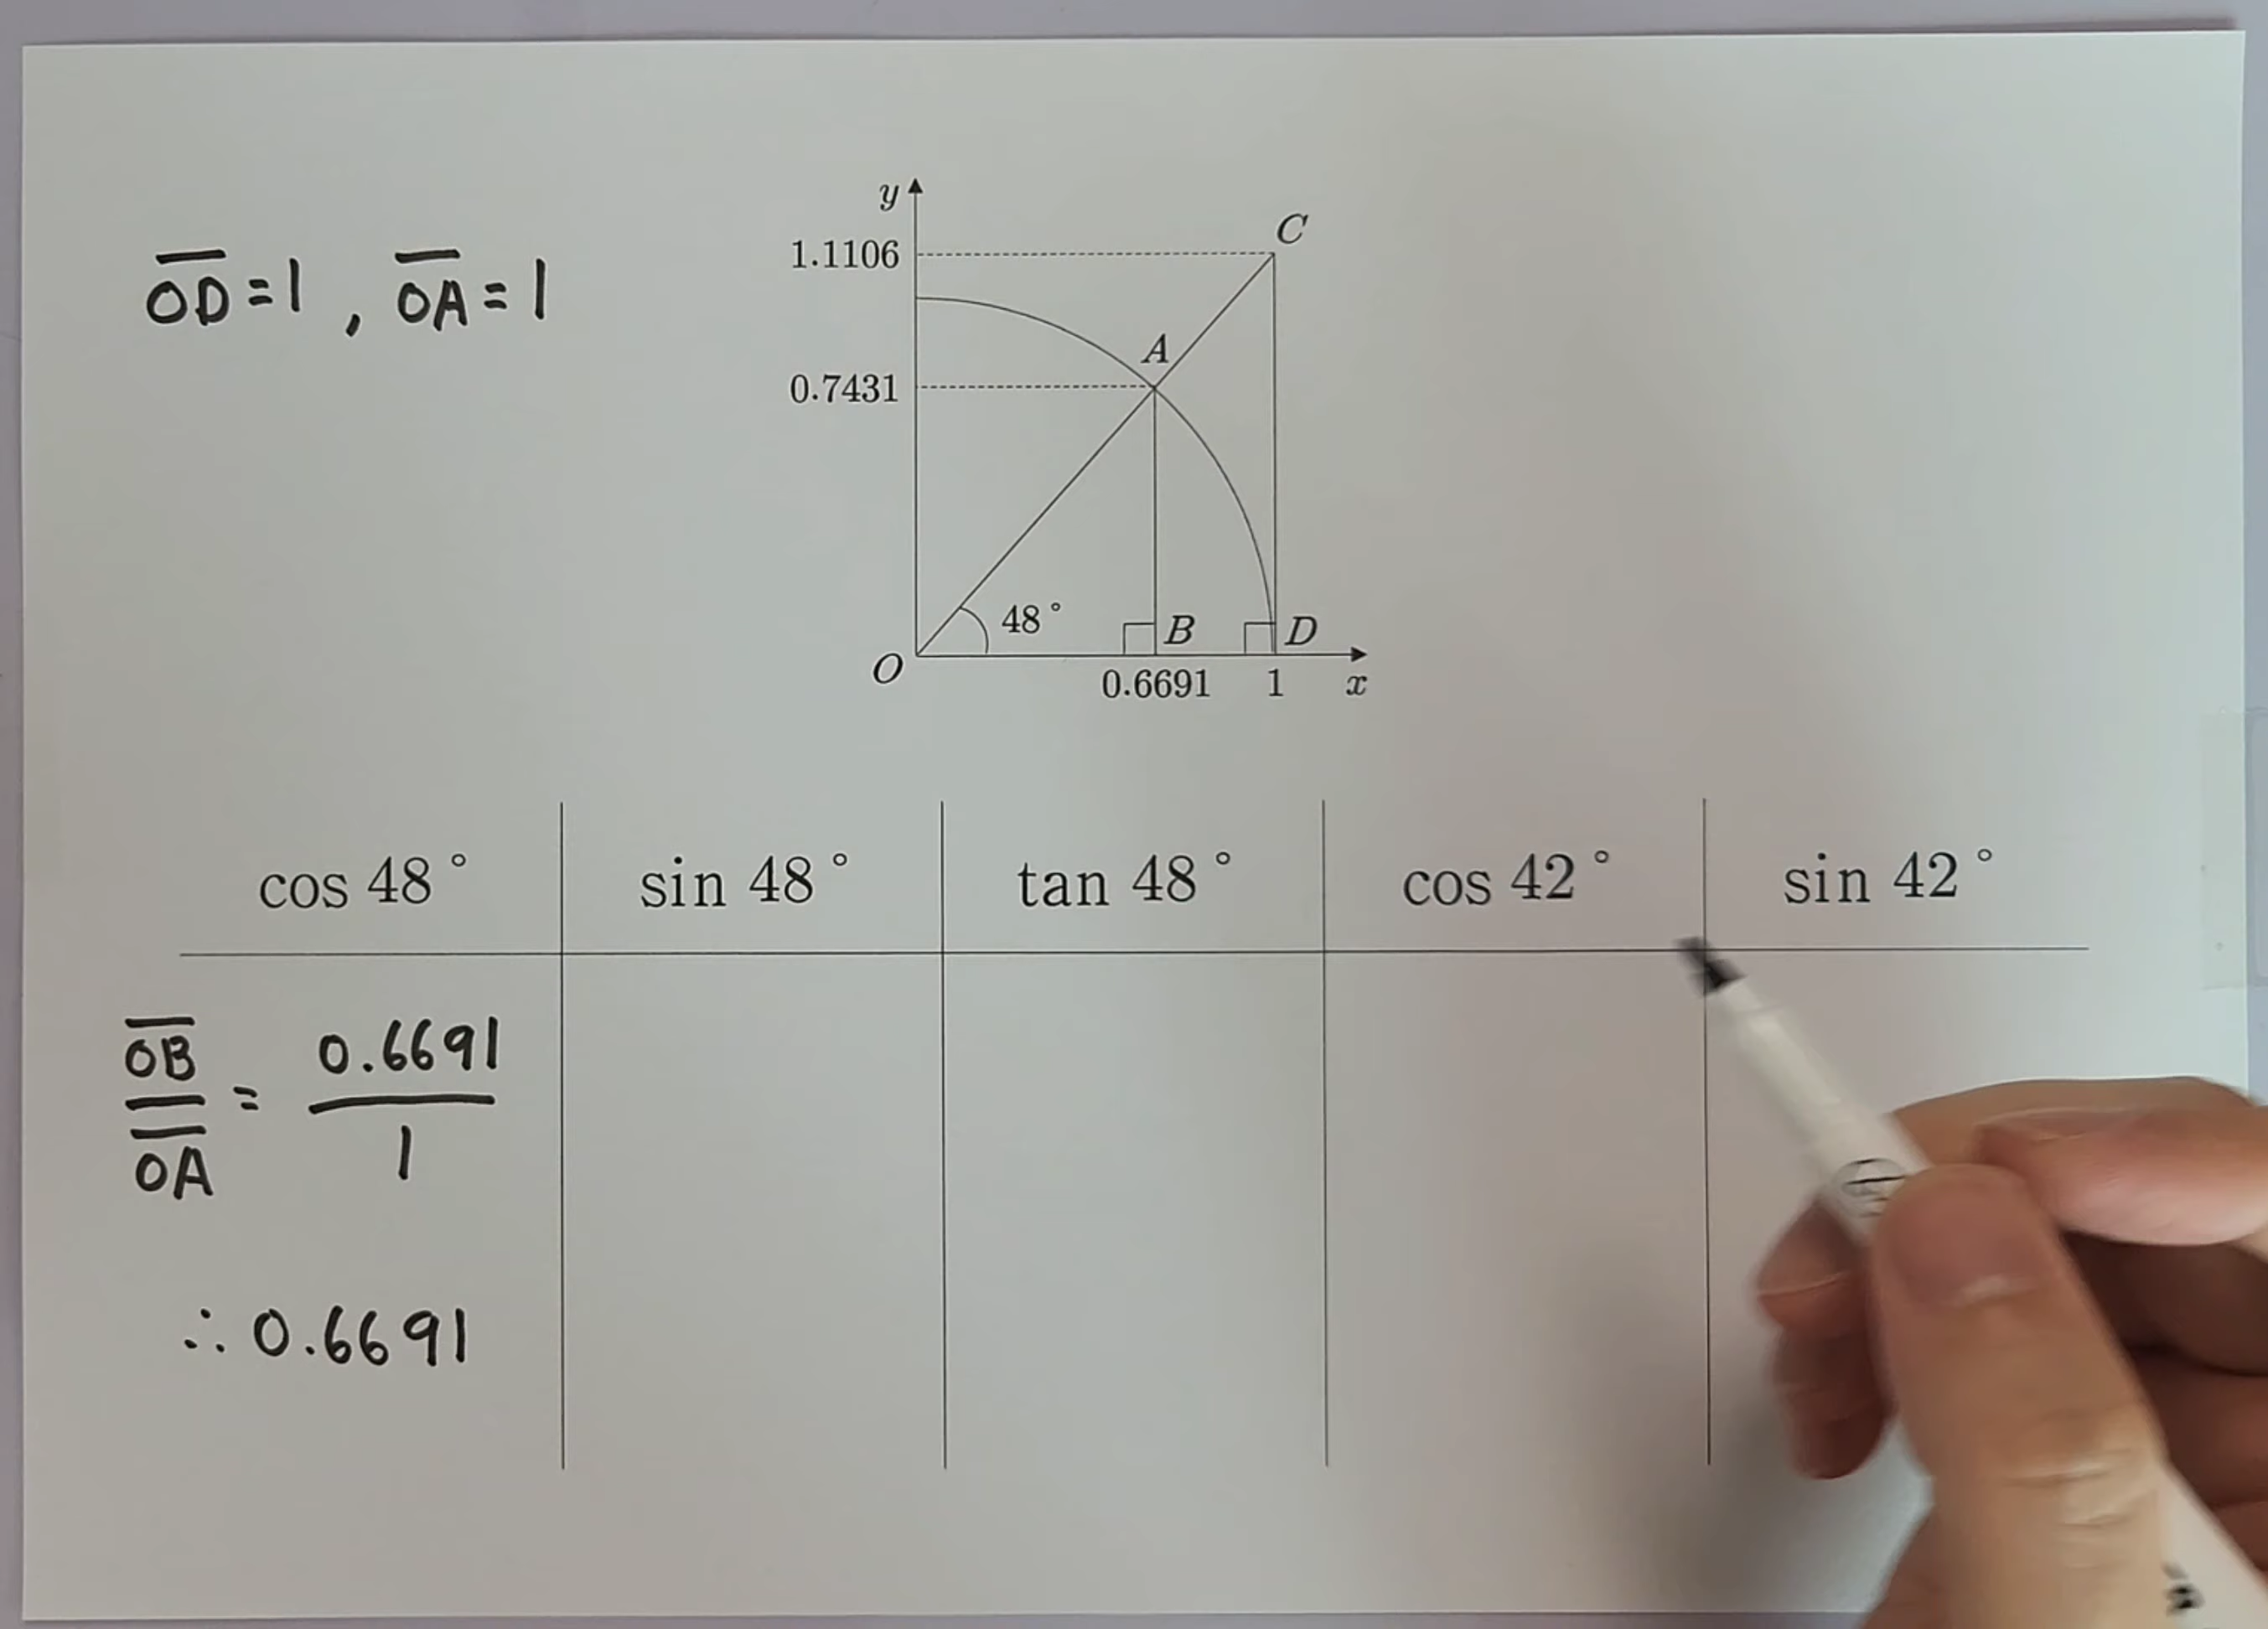 OD = 1 , OA = 1
y
C
1.1106
A
0.7431
48°
B
D
O
0.6691
1
x
cos 48°
sin 48°
tan 48°
cos 42°
sin 42°
OB/OA = 0.6691/1
∴ 0.6691